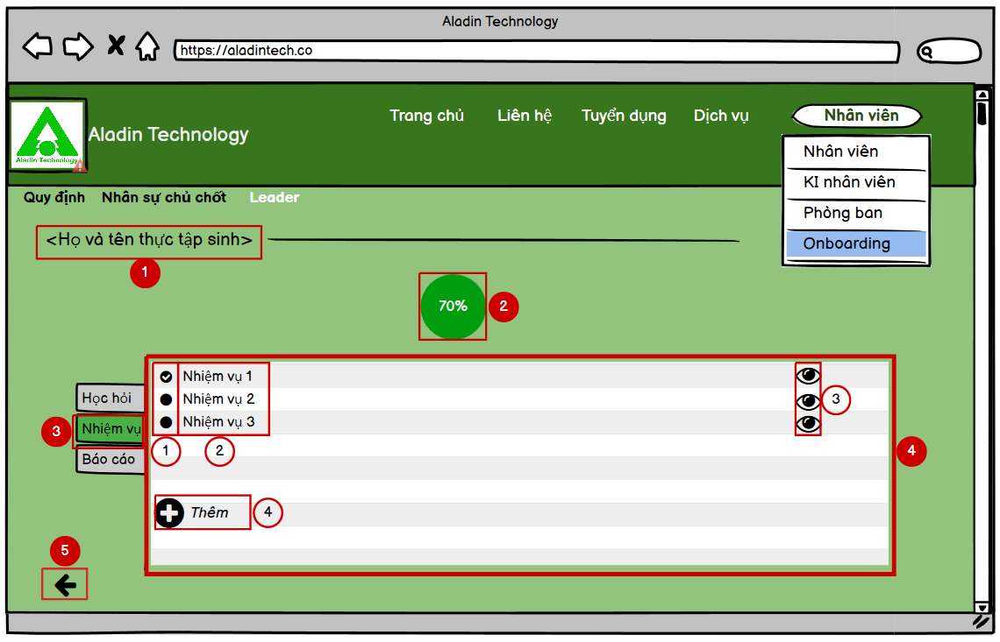 Aladin Technology
https://aladintech.co
Aladin Technology
Aladin Technology
Trang chủ Liên hệ Tuyển dụng Dịch vụ Nhân viên
Nhân viên
KI nhân viên
Phòng ban
Onboarding
Quy định Nhân sự chủ chốt Leader
<Họ và tên thực tập sinh>
1
70%
2
Học hỏi
Nhiệm vụ
Báo cáo
3
Nhiệm vụ 1
Nhiệm vụ 2
Nhiệm vụ 3
3
1
2
4
Thêm
4
5